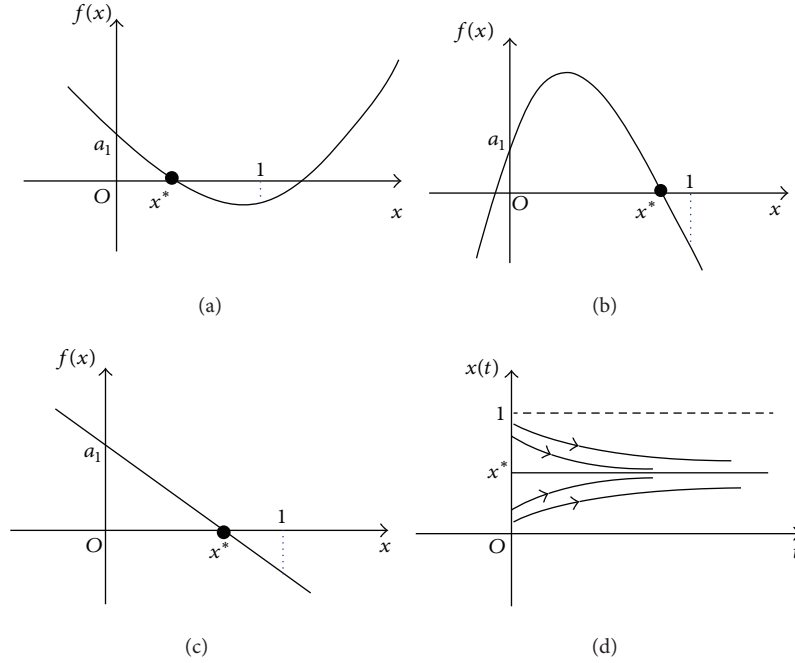 f(x)
a₁
1
O
x*
x
(a)
f(x)
a₁
1
O
x*
x
(b)
f(x)
a₁
1
O
x*
x
(c)
x(t)
1
x*
O
t
(d)